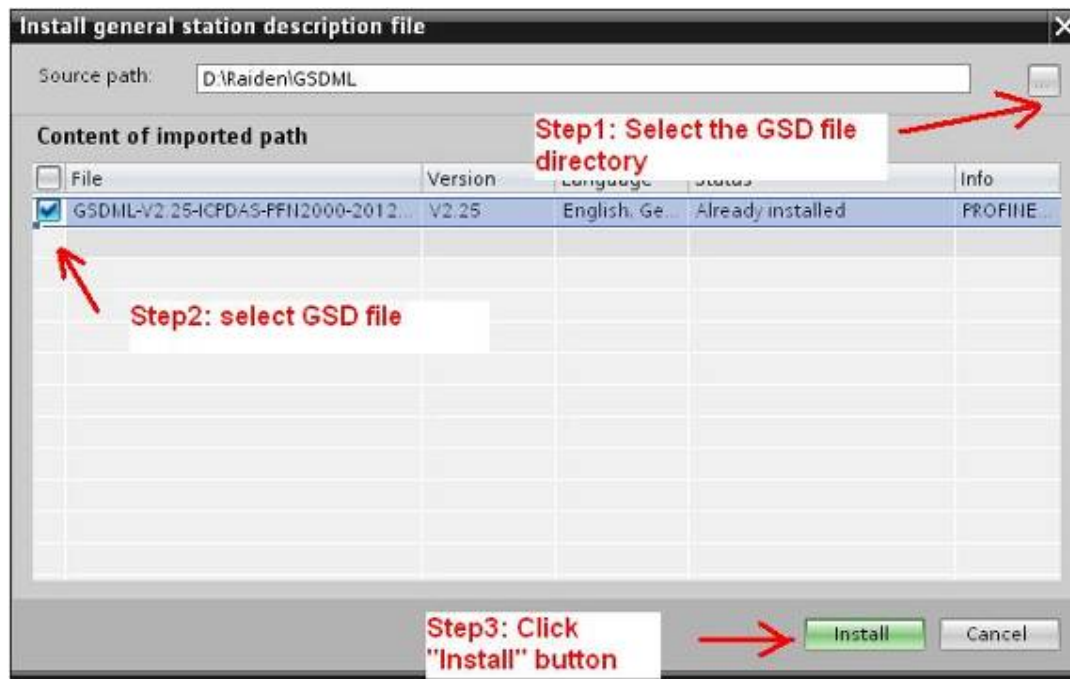 Install general station description file
Source path: D:\Raiden\GSDML
Content of imported path
Step1: Select the GSD file
directory
File Version Language Status Info
GSDML-V2.25-ICPDAS-PFN2000-2012... V2.25 English, Ge... Already installed PROFINE...
Step2: select GSD file
Step3: Click
"Install" button
Install Cancel